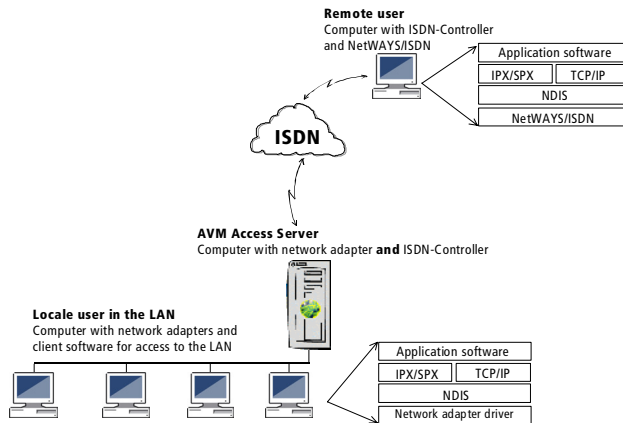 Remote user
Computer with ISDN-Controller
and NetWAYS/ISDN
Application software
IPX/SPX TCP/IP
NDIS
NetWAYS/ISDN
ISDN
AVM Access Server
Computer with network adapter and ISDN-Controller
Locale user in the LAN
Computer with network adapters and
client software for access to the LAN
Application software
IPX/SPX TCP/IP
NDIS
Network adapter driver